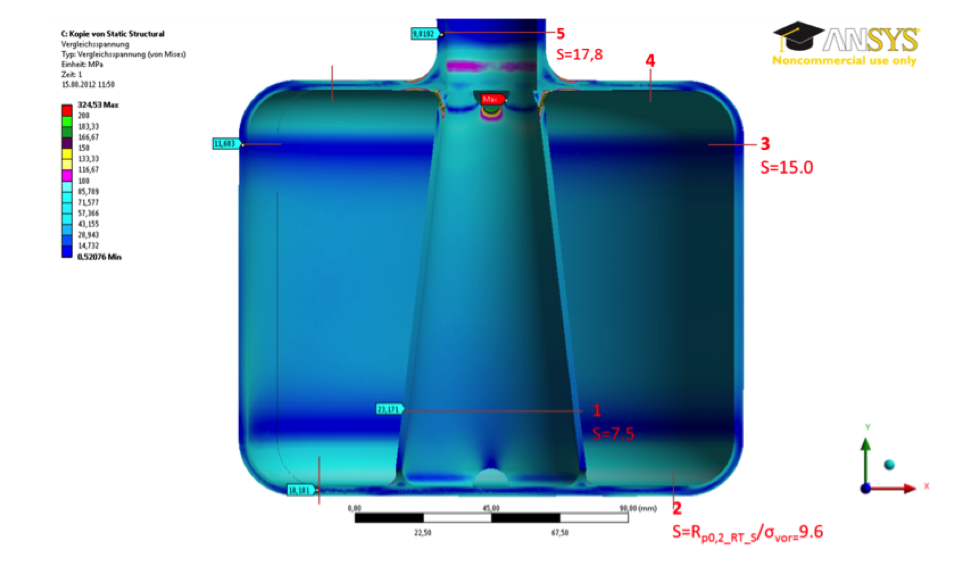 C: Kopie von Static Structural
Vergleichsspannung
Typ: Vergleichsspannung (von Mises)
Einheit: MPa
Zeit: 1
15.08.2012 11:50
324,53 Max
200
183,33
166,67
150
133,33
116,67
100
85,789
71,577
57,366
43,155
28,943
14,732
0,52076 Min
9,8192
5
S=17,8
4
ANSYS
Noncommercial use only
Max
11,603
3
S=15.0
23,171
1
S=7.5
18,181
2
S=Rp0,2_RT_S/σvor=9.6
0,00
45,00
90,00 (mm)
22,50
67,50
Y
X